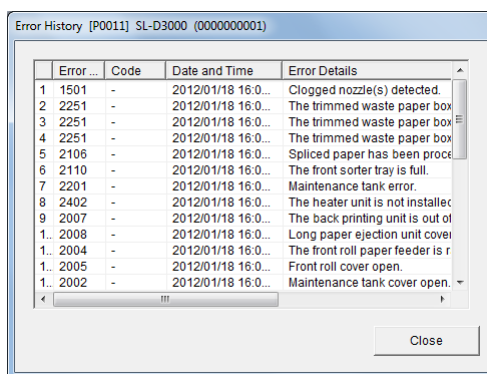 Error History [P0011] SL-D3000 (0000000001)
Error ... Code Date and Time Error Details
1 1501 - 2012/01/18 16:0... Clogged nozzle(s) detected.
2 2251 - 2012/01/18 16:0... The trimmed waste paper box
3 2251 - 2012/01/18 16:0... The trimmed waste paper box
4 2251 - 2012/01/18 16:0... The trimmed waste paper box
5 2106 - 2012/01/18 16:0... Spliced paper has been proce
6 2110 - 2012/01/18 16:0... The front sorter tray is full.
7 2201 - 2012/01/18 16:0... Maintenance tank error.
8 2402 - 2012/01/18 16:0... The heater unit is not installed
9 2007 - 2012/01/18 16:0... The back printing unit is out of
1.. 2008 - 2012/01/18 16:0... Long paper ejection unit cover
1.. 2004 - 2012/01/18 16:0... The front roll paper feeder is r
1.. 2005 - 2012/01/18 16:0... Front roll cover open.
1.. 2002 - 2012/01/18 16:0... Maintenance tank cover open.
Close